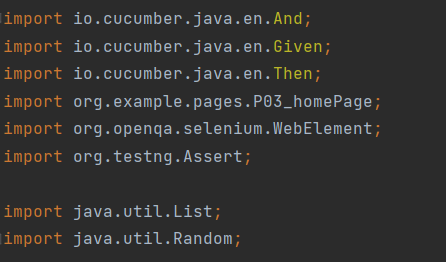 import io.cucumber.java.en.And;
import io.cucumber.java.en.Given;
import io.cucumber.java.en.Then;
import org.example.pages.P03_homePage;
import org.openqa.selenium.WebElement;
import org.testng.Assert;
import java.util.List;
import java.util.Random;